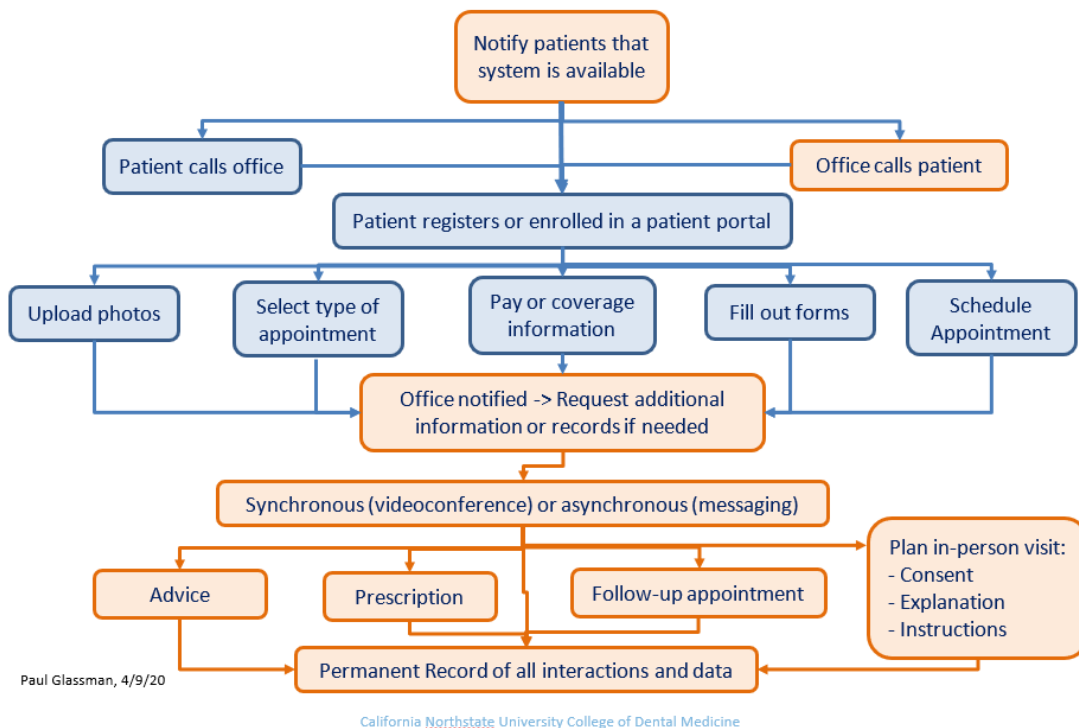 Notify patients that
system is available
Patient calls office
Office calls patient
Patient registers or enrolled in a patient portal
Upload photos
Select type of
appointment
Pay or coverage
information
Fill out forms
Schedule
Appointment
Office notified -> Request additional
information or records if needed
Synchronous (videoconference) or asynchronous (messaging)
Advice
Prescription
Follow-up appointment
Plan in-person visit:
- Consent
- Explanation
- Instructions
Permanent Record of all interactions and data
Paul Glassman, 4/9/20
California Northstate University College of Dental Medicine